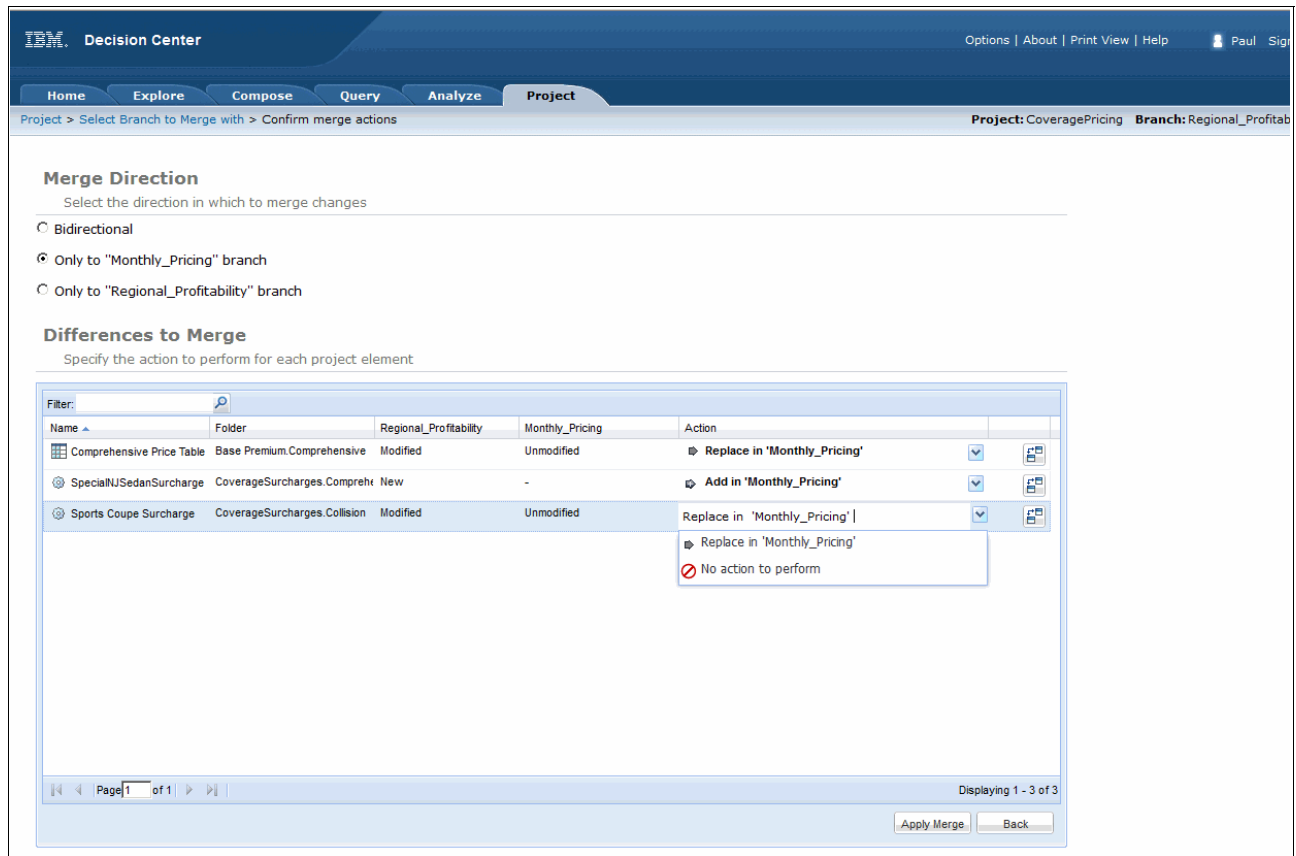 IBM. Decision Center
Options | About | Print View | Help Paul
Home Explore Compose Query Analyze Project
Project > Select Branch to Merge with > Confirm merge actions Project: CoveragePricing Branch:
Merge Direction
Select the direction in which to merge changes
Bidirectional
Only to "Monthly_Pricing" branch
Only to "Regional_Profitability" branch
Differences to Merge
Specify the action to perform for each project element
Filter:
Name Folder Regional_Profitability Monthly_Pricing Action
Comprehensive Price Table Base Premium.Comprehensive Modified Unmodified Replace in 'Monthly_Pricing'
SpecialNJSedanSurcharge CoverageSurcharges.Comprehe New - Add in 'Monthly_Pricing'
Sports Coupe Surcharge CoverageSurcharges.Collision Modified Unmodified Replace in 'Monthly_Pricing'
Replace in 'Monthly_Pricing'
No action to perform
Page 1 of 1 Displaying 1 - 3 of 3
Apply Merge Back